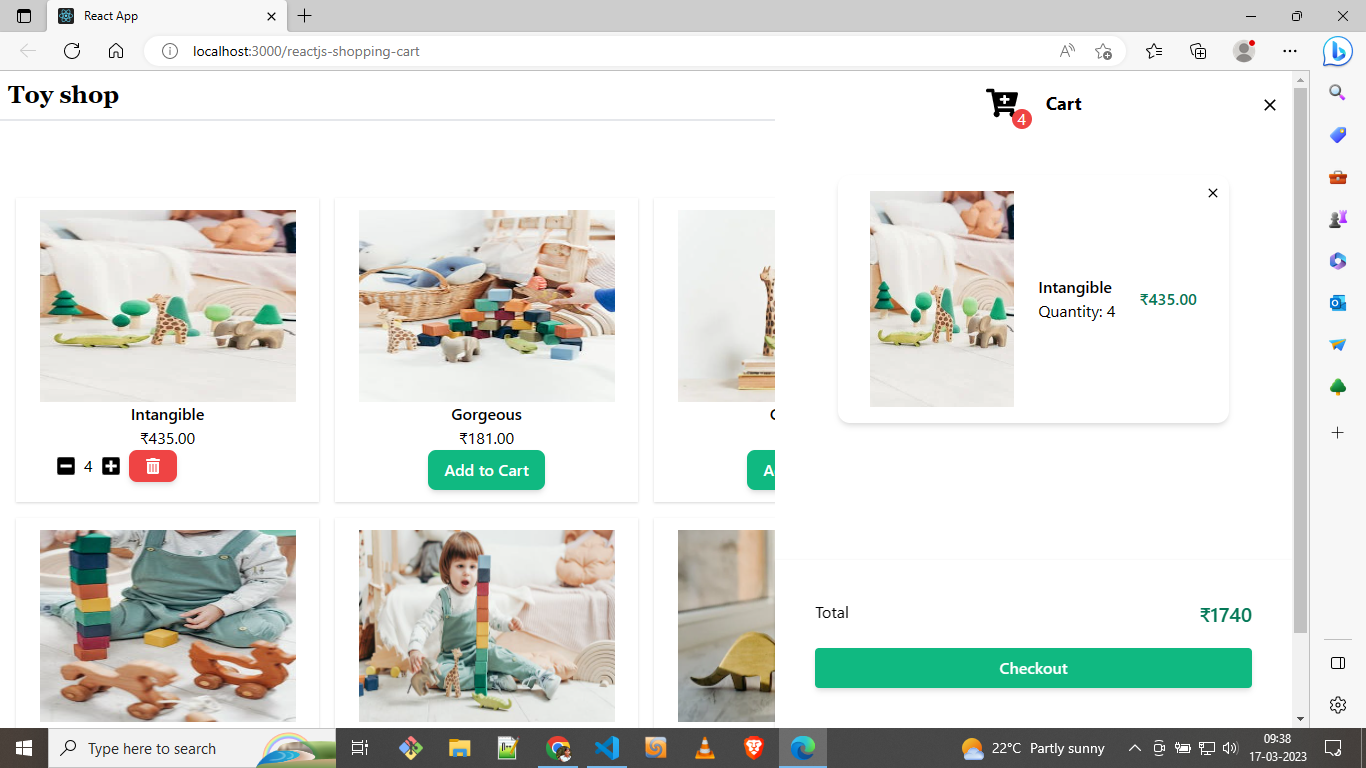 React App
localhost:3000/reactjs-shopping-cart
Toy shop
4
Cart
Intangible
Quantity: 4
₹435.00
Intangible
₹435.00
4
Gorgeous
₹181.00
Add to Cart
Total
₹1740
Checkout
Type here to search
22°C Partly sunny
09:38
17-03-2023